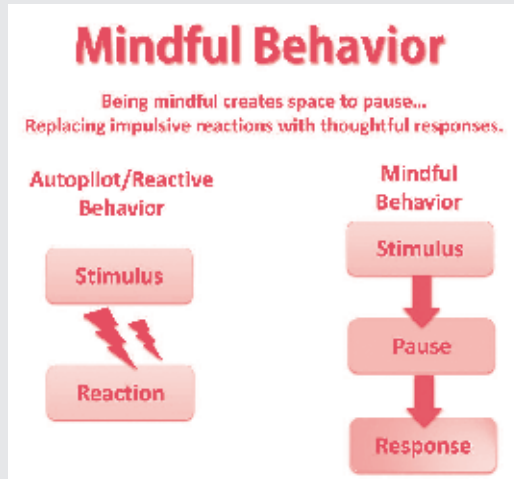 Mindful Behavior
Being mindful creates space to pause...
Replacing impulsive reactions with thoughtful responses.
Autopilot/Reactive
Behavior
Stimulus
Reaction
Mindful
Behavior
Stimulus
Pause
Response